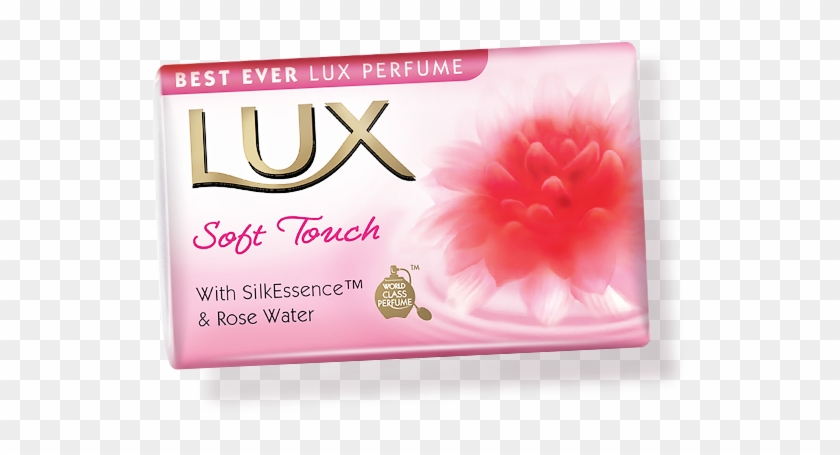 BEST EVER LUX PERFUME
LUX
Soft Touch
With SilkEssence™
& Rose Water
WORLD
CLASS
PERFUME
™